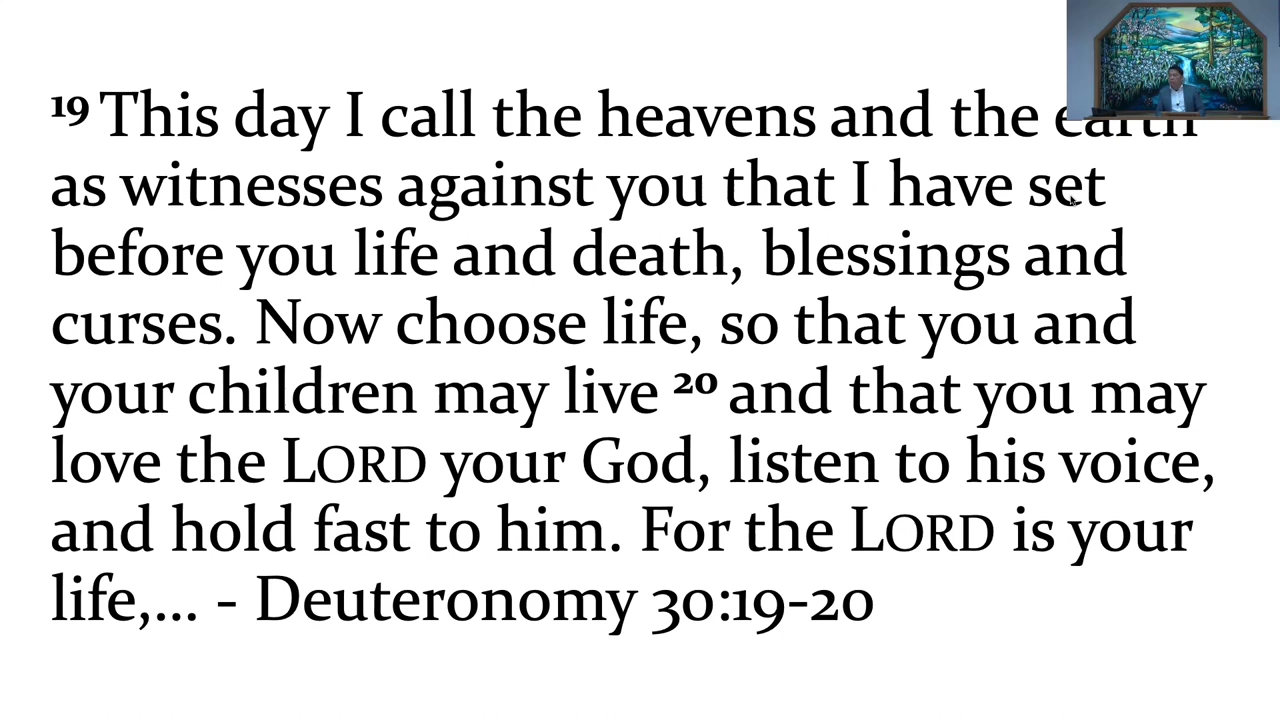 19 This day I call the heavens and the earth
as witnesses against you that I have set
before you life and death, blessings and
curses. Now choose life, so that you and
your children may live 20 and that you may
love the LORD your God, listen to his voice,
and hold fast to him. For the LORD is your
life,... - Deuteronomy 30:19-20